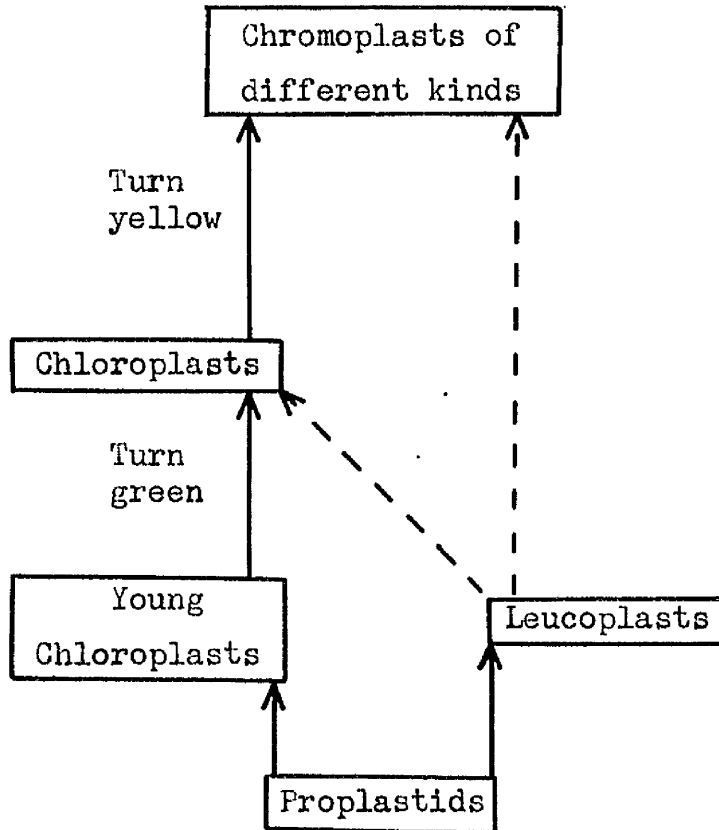 Chromoplasts of
different kinds
Turn
yellow
Chloroplasts
Turn
green
Young
Chloroplasts
Leucoplasts
Proplastids